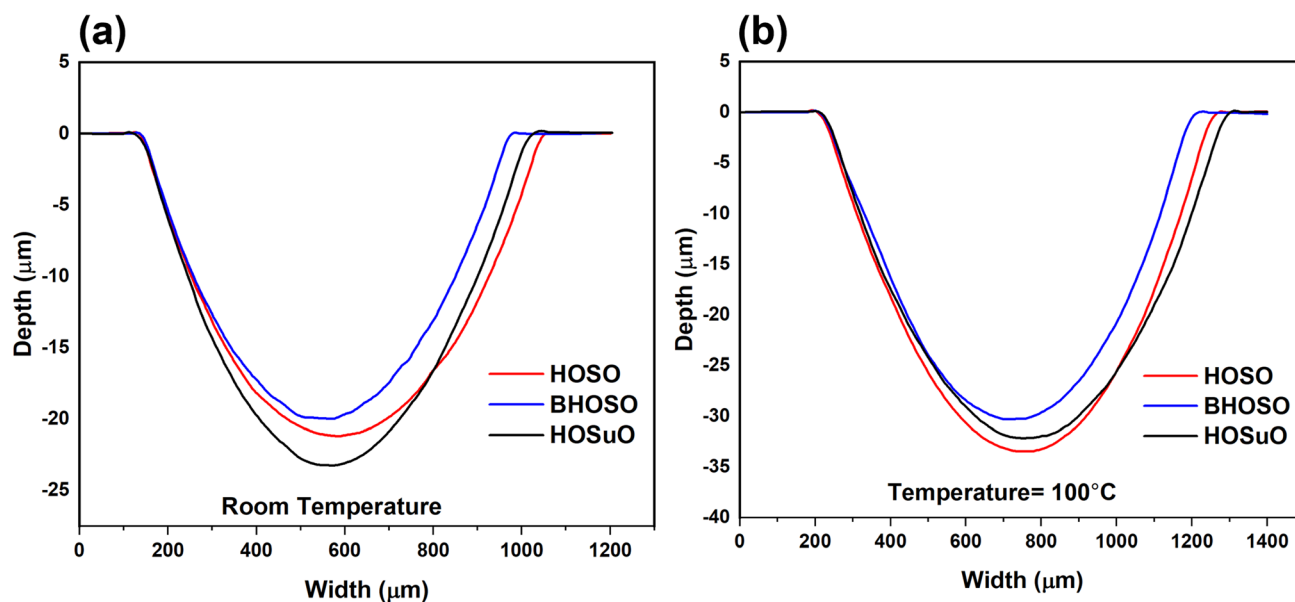 (a)
5
0
-5
-10
-15
-20
-25
Depth (μm)
HOSO
BHOSO
HOSuO
Room Temperature
0 200 400 600 800 1000 1200
Width (μm)
(b)
5
0
-5
-10
-15
-20
-25
-30
-35
-40
Depth (μm)
HOSO
BHOSO
HOSuO
Temperature= 100°C
0 200 400 600 800 1000 1200 1400
Width (μm)